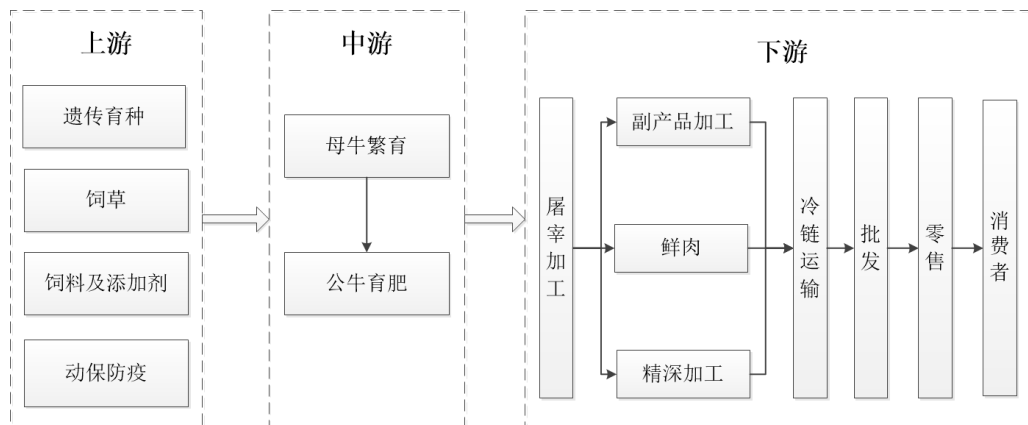 上游
遗传育种
饲草
饲料及添加剂
动保防疫
中游
母牛繁育
公牛育肥
下游
屠宰加工
副产品加工
鲜肉
精深加工
冷链运输
批发
零售
消费者